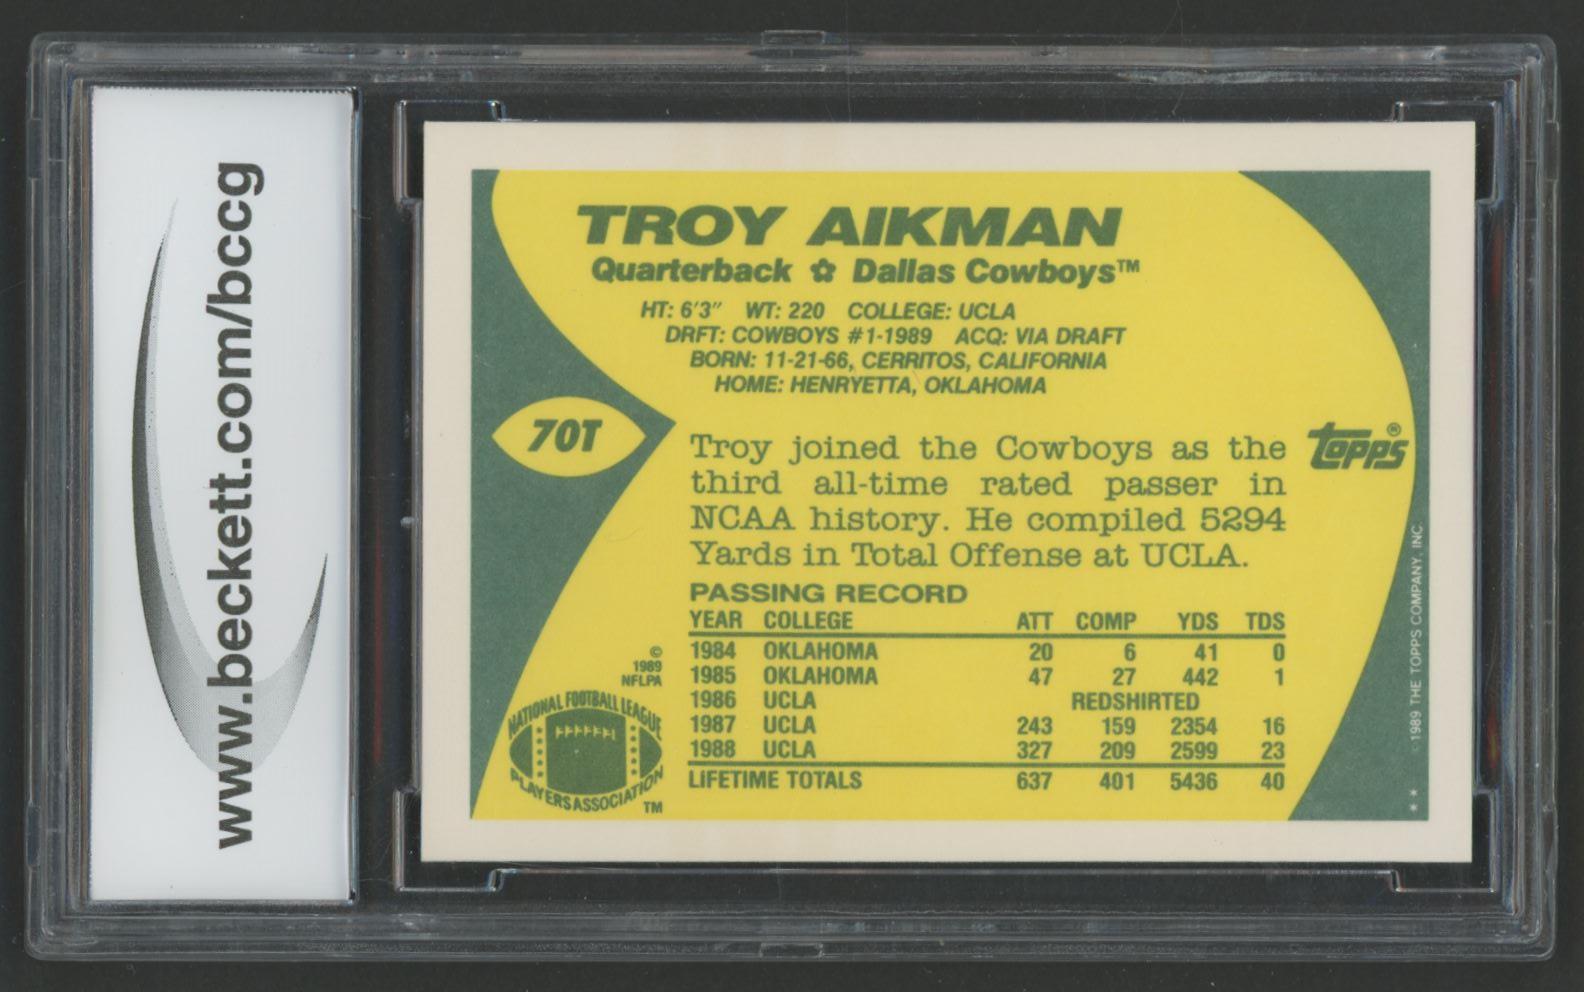 www.beckett.com/bccg
TROY AIKMAN
Quarterback ✿ Dallas Cowboys™
HT: 6'3" WT: 220 COLLEGE: UCLA
DRFT: COWBOYS #1-1989 ACQ: VIA DRAFT
BORN: 11-21-66, CERRITOS, CALIFORNIA
HOME: HENRYETTA, OKLAHOMA
70T
Troy joined the Cowboys as the
third all-time rated passer in
NCAA history. He compiled 5294
Yards in Total Offense at UCLA.
topps®
PASSING RECORD
YEAR COLLEGE ATT COMP YDS TDS
1984 OKLAHOMA 20 6 41 0
1985 OKLAHOMA 47 27 442 1
1986 UCLA REDSHIRTED
1987 UCLA 243 159 2354 16
1988 UCLA 327 209 2599 23
LIFETIME TOTALS 637 401 5436 40
©
1989
NFLPA
NATIONAL FOOTBALL LEAGUE
PLAYERS ASSOCIATION
™
©1989 THE TOPPS COMPANY, INC.
**